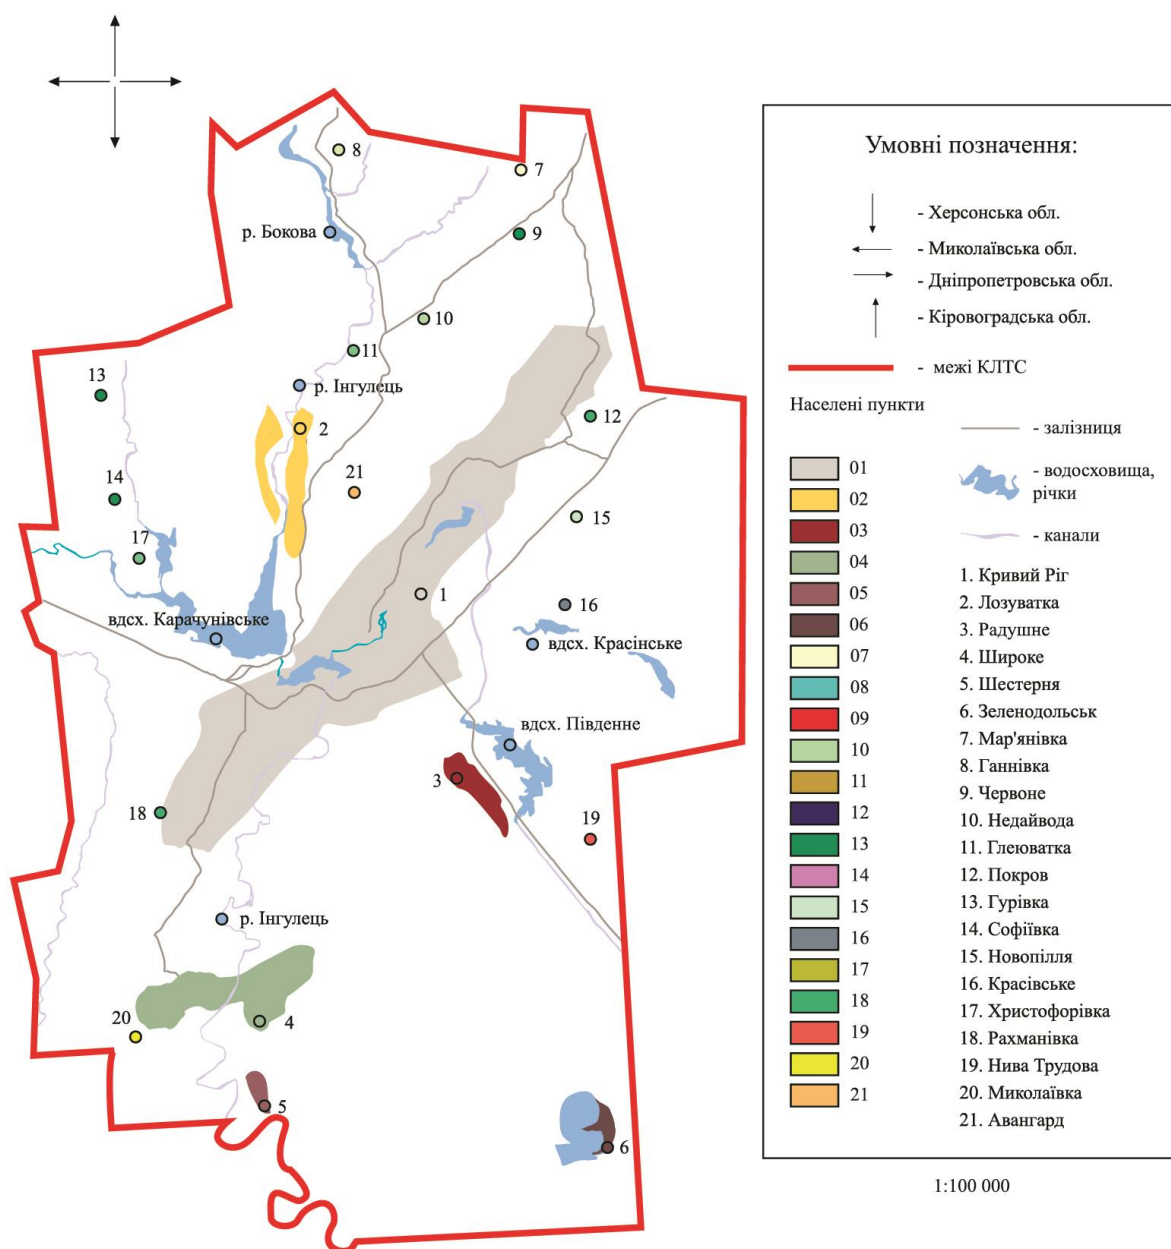 8
7
р. Бокова
9
10
11
13
р. Інгулець
12
2
21
14
15
17
1
16
вдсх. Карачунівське
вдсх. Красінське
вдсх. Південне
3
18
19
р. Інгулець
20
4
5
6
Умовні позначення:
- Херсонська обл.
- Миколаївська обл.
- Дніпропетровська обл.
- Кіровоградська обл.
- межі КЛТС
Населені пункти
01
02
03
04
05
06
07
08
09
10
11
12
13
14
15
16
17
18
19
20
21
- залізниця
- водосховища,
річки
- канали
1. Кривий Ріг
2. Лозуватка
3. Радушне
4. Широке
5. Шестерня
6. Зеленодольськ
7. Мар'янівка
8. Ганнівка
9. Червоне
10. Недайвода
11. Глеюватка
12. Покров
13. Гурівка
14. Софіївка
15. Новопілля
16. Красівське
17. Христофорівка
18. Рахманівка
19. Нива Трудова
20. Миколаївка
21. Авангард
1:100 000